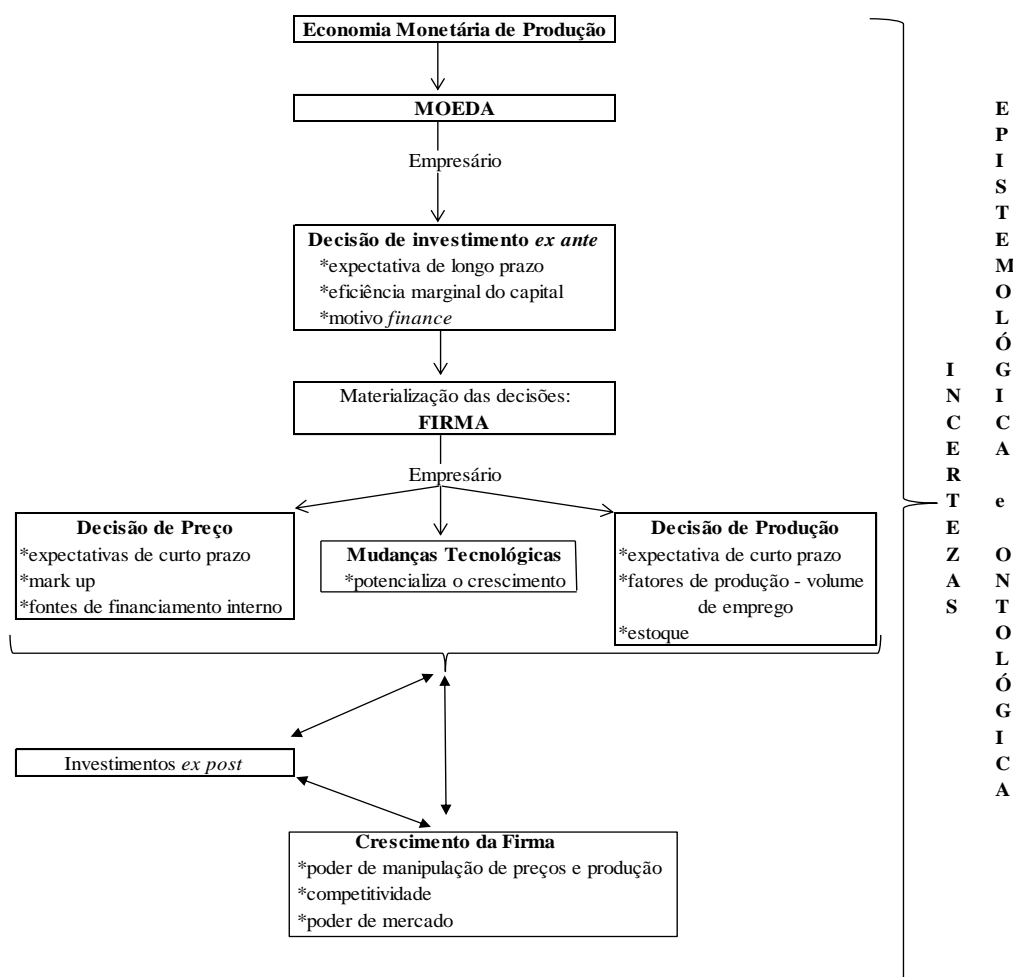 Economia Monetária de Produção
MOEDA
Empresário
Decisão de investimento ex ante
*expectativa de longo prazo
*eficiência marginal do capital
*motivo finance
Materialização das decisões:
FIRMA
Empresário
Decisão de Preço
*expectativas de curto prazo
*mark up
*fontes de financiamento interno
Mudanças Tecnológicas
*potencializa o crescimento
Decisão de Produção
*expectativa de curto prazo
*fatores de produção - volume
de emprego
*estoque
Investimentos ex post
Crescimento da Firma
*poder de manipulação de preços e produção
*competitividade
*poder de mercado
INCERTEZAS
EPISTEMOLÓGICA e ONTOLÓGICA